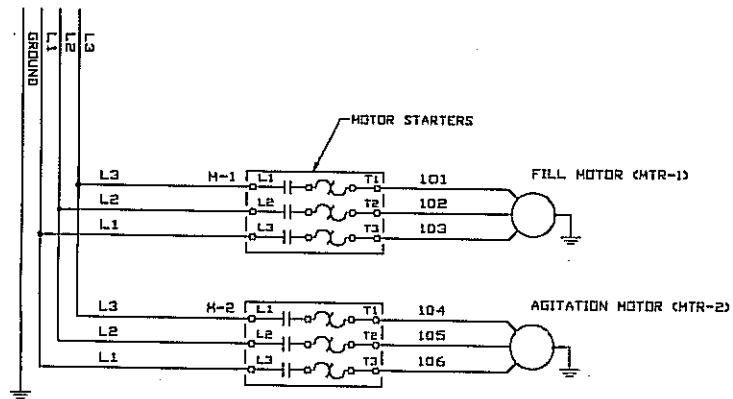 GROUND
L1
L2
L3
MOTOR STARTERS
L3 M-1 L1 T1 101 FILL MOTOR (MTR-1)
L2 L2 T2 102
L1 L3 T3 103
L3 M-2 L1 T1 104 AGITATION MOTOR (MTR-2)
L2 L2 T2 105
L1 L3 T3 106